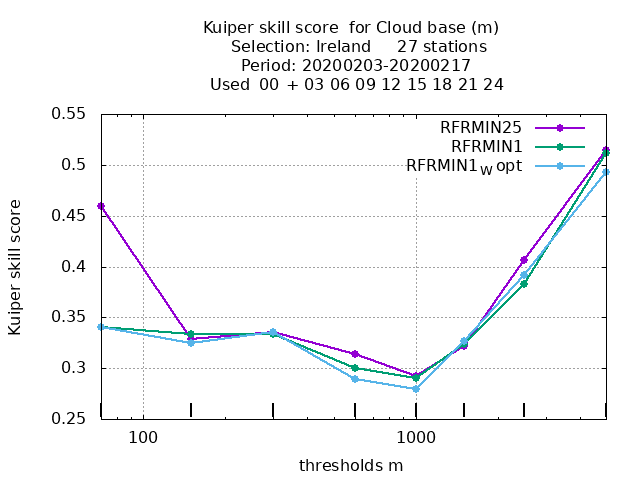 Kuiper skill score  for Cloud base (m)
Selection: Ireland     27 stations
Period: 20200203-20200217
Used  00 + 03 06 09 12 15 18 21 24
RFRMIN25
RFRMIN1
RFRMIN1W opt
0.55
0.5
0.45
0.4
0.35
0.3
0.25
Kuiper skill score
100
1000
thresholds m